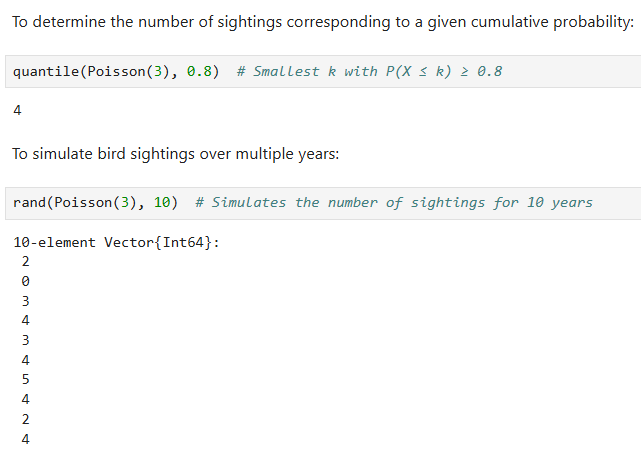 To determine the number of sightings corresponding to a given cumulative probability:
quantile(Poisson(3), 0.8)  # Smallest k with P(X ≤ k) ≥ 0.8
4
To simulate bird sightings over multiple years:
rand(Poisson(3), 10)  # Simulates the number of sightings for 10 years
10-element Vector{Int64}:
2
0
3
4
3
4
5
4
2
4